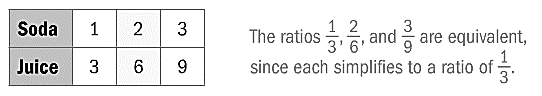 Soda 1 2 3
Juice 3 6 9
The ratios 1/3, 2/6, and 3/9 are equivalent,
since each simplifies to a ratio of 1/3.